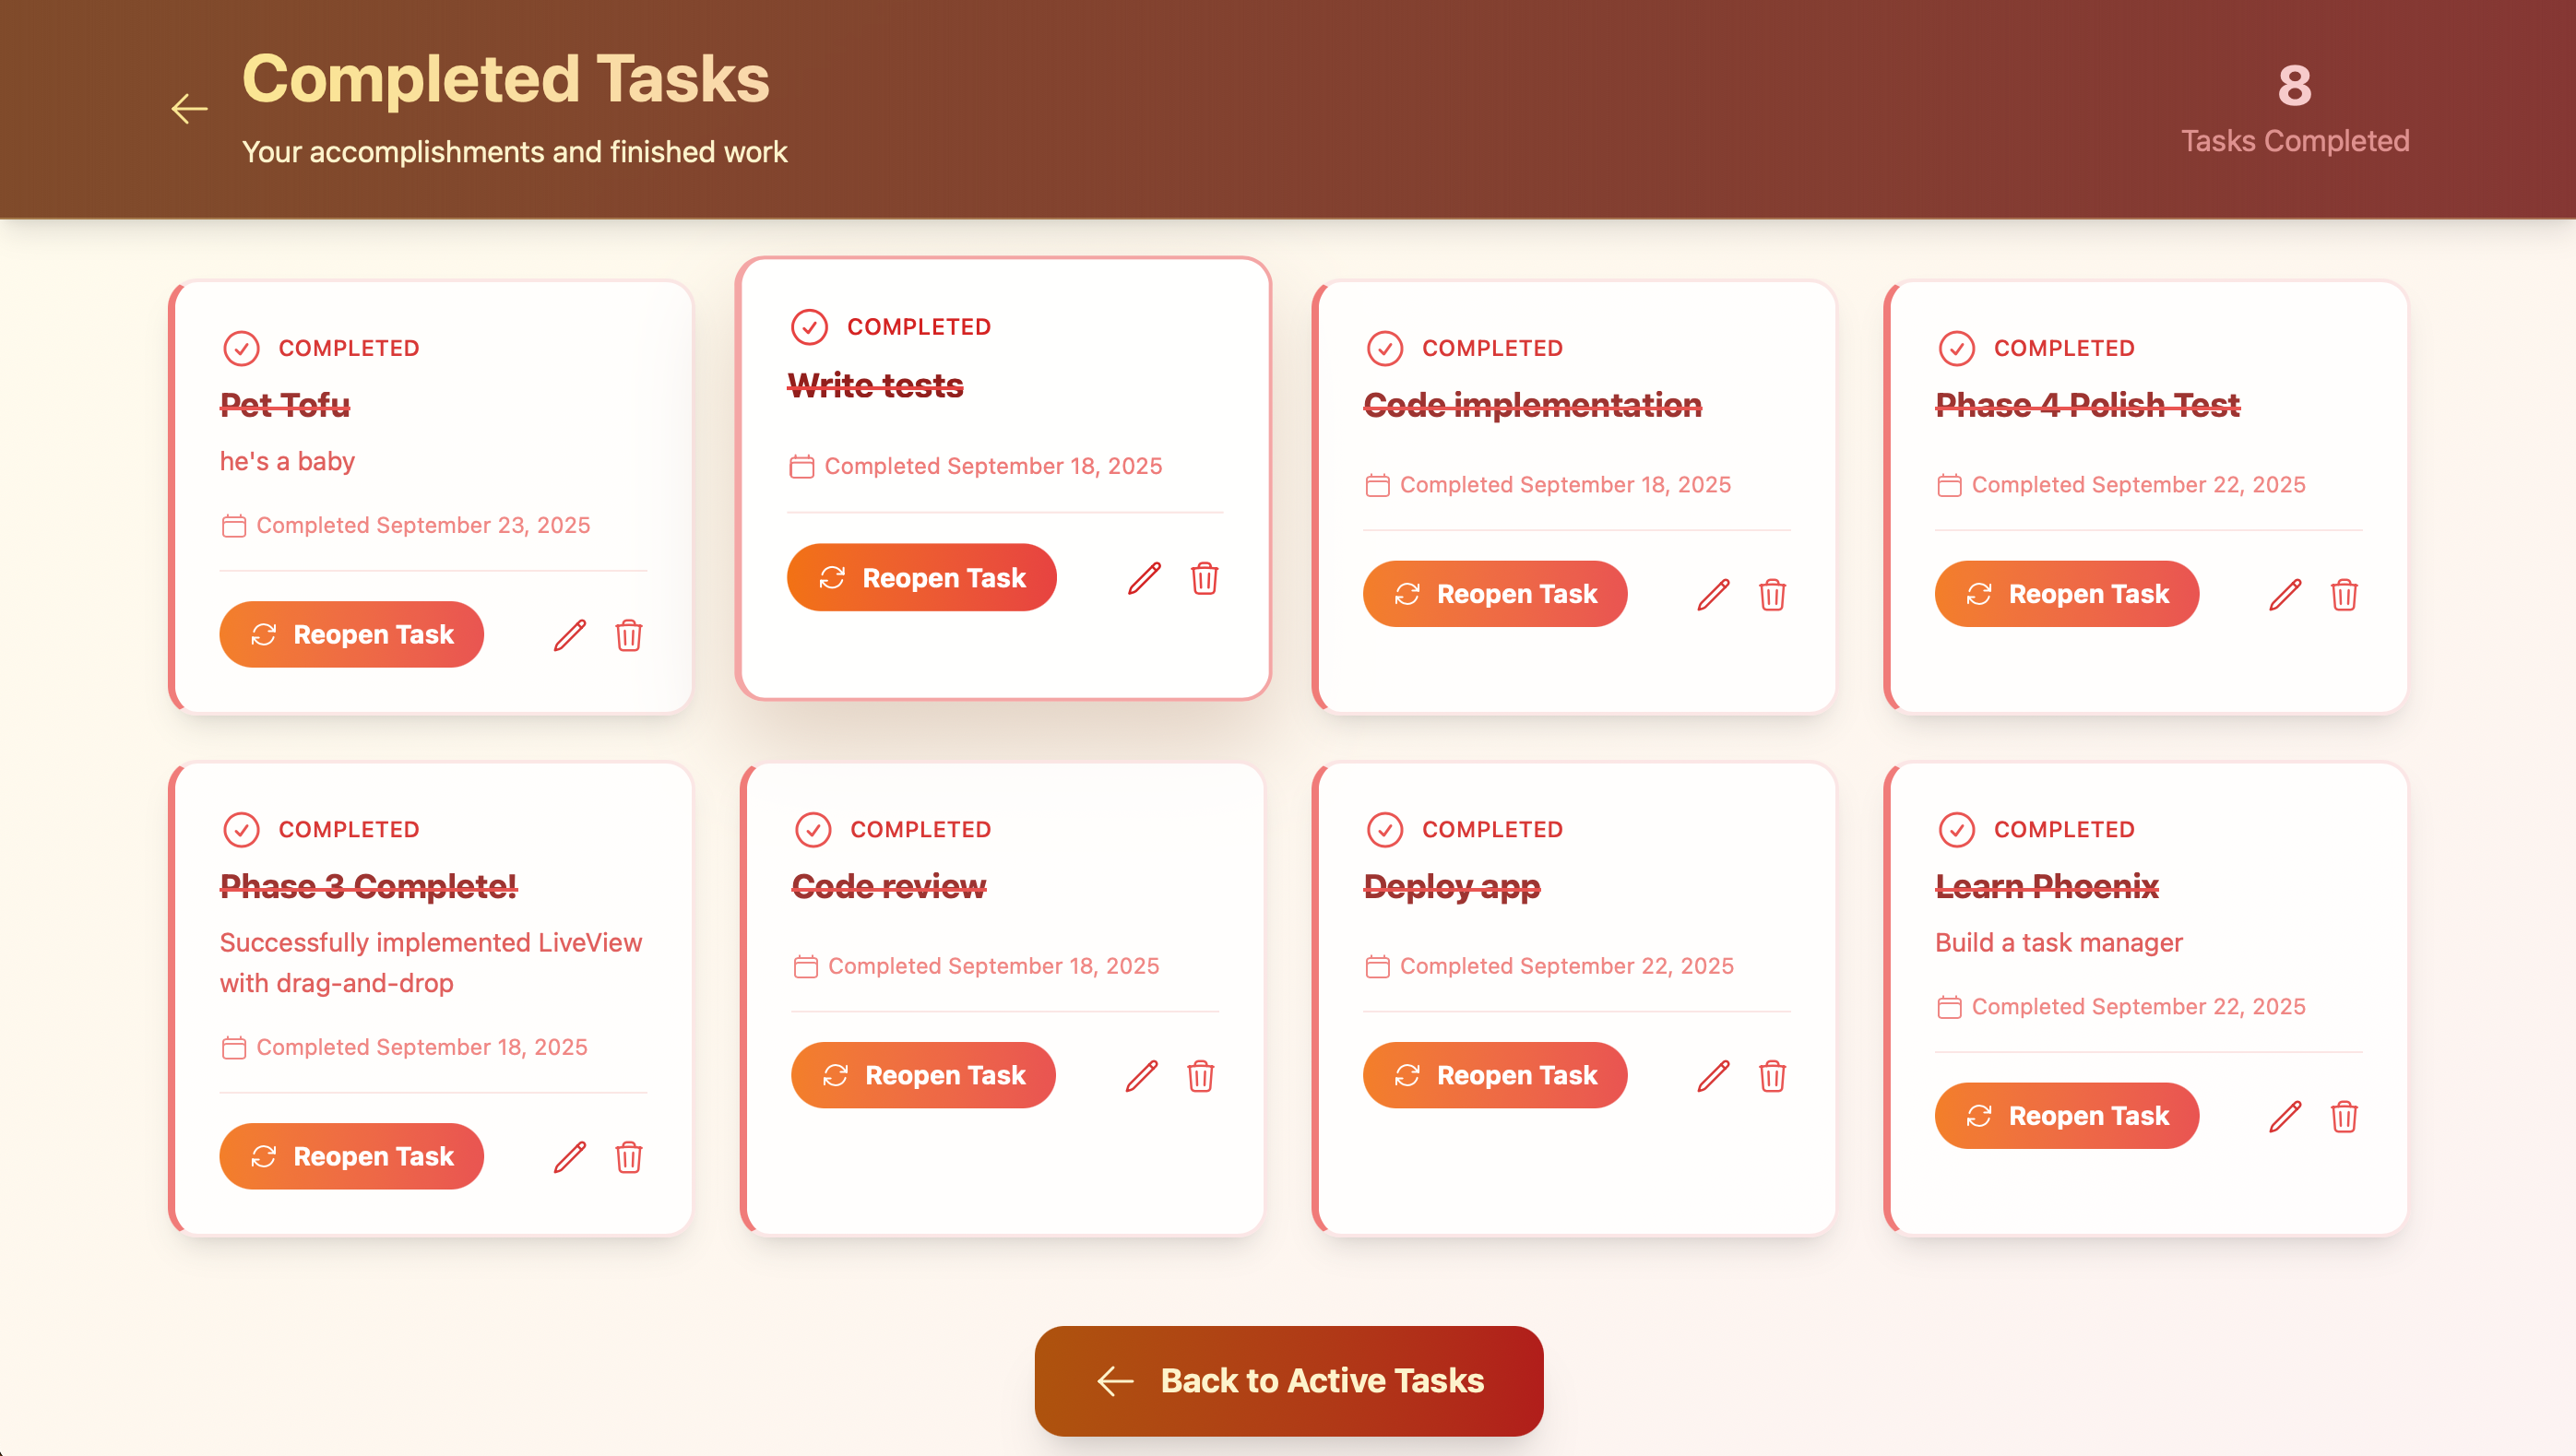 Completed Tasks
Your accomplishments and finished work
8
Tasks Completed
COMPLETED
Pet Tofu
he's a baby
Completed September 23, 2025
Reopen Task
COMPLETED
Write tests
Completed September 18, 2025
Reopen Task
COMPLETED
Code implementation
Completed September 18, 2025
Reopen Task
COMPLETED
Phase 4 Polish Test
Completed September 22, 2025
Reopen Task
COMPLETED
Phase 3 Complete!
Successfully implemented LiveView
with drag-and-drop
Completed September 18, 2025
Reopen Task
COMPLETED
Code review
Completed September 18, 2025
Reopen Task
COMPLETED
Deploy app
Completed September 22, 2025
Reopen Task
COMPLETED
Learn Phoenix
Build a task manager
Completed September 22, 2025
Reopen Task
Back to Active Tasks